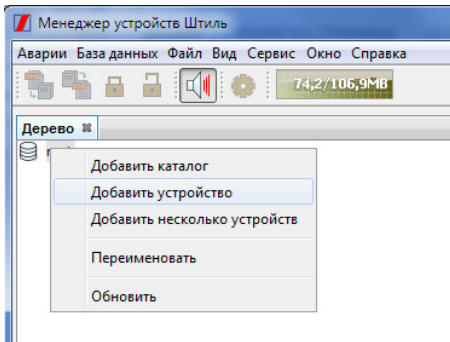 Менеджер устройств Штиль
Аварии База данных Файл Вид Сервис Окно Справка
74,2/106,9MB
Дерево
Добавить каталог
Добавить устройство
Добавить несколько устройств
Переименовать
Обновить